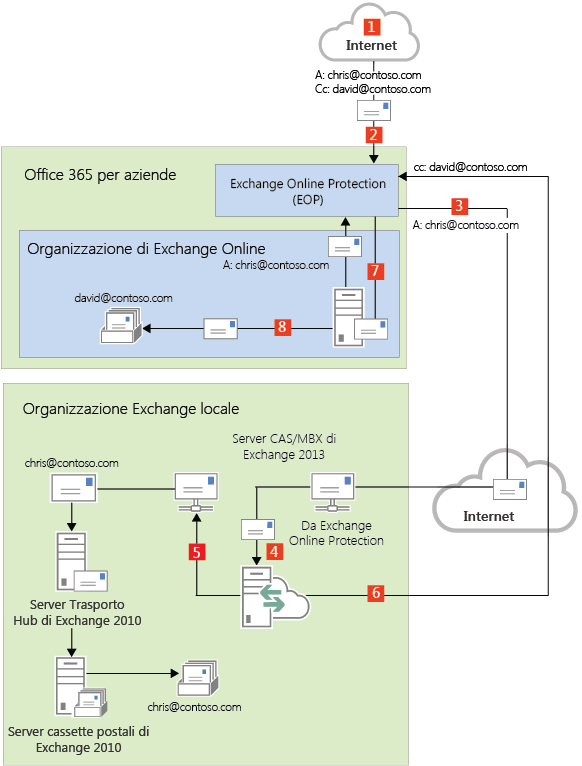 1
Internet
A: chris@contoso.com
Cc: david@contoso.com
2
Office 365 per aziende
Exchange Online Protection
(EOP)
cc: david@contoso.com
3
A: chris@contoso.com
Organizzazione di Exchange Online
A: chris@contoso.com
7
david@contoso.com
8
Organizzazione Exchange locale
Server CAS/MBX di
Exchange 2013
chris@contoso.com
Da Exchange
Online Protection
Internet
5
4
6
Server Trasporto
Hub di Exchange 2010
chris@contoso.com
Server cassette postali di
Exchange 2010